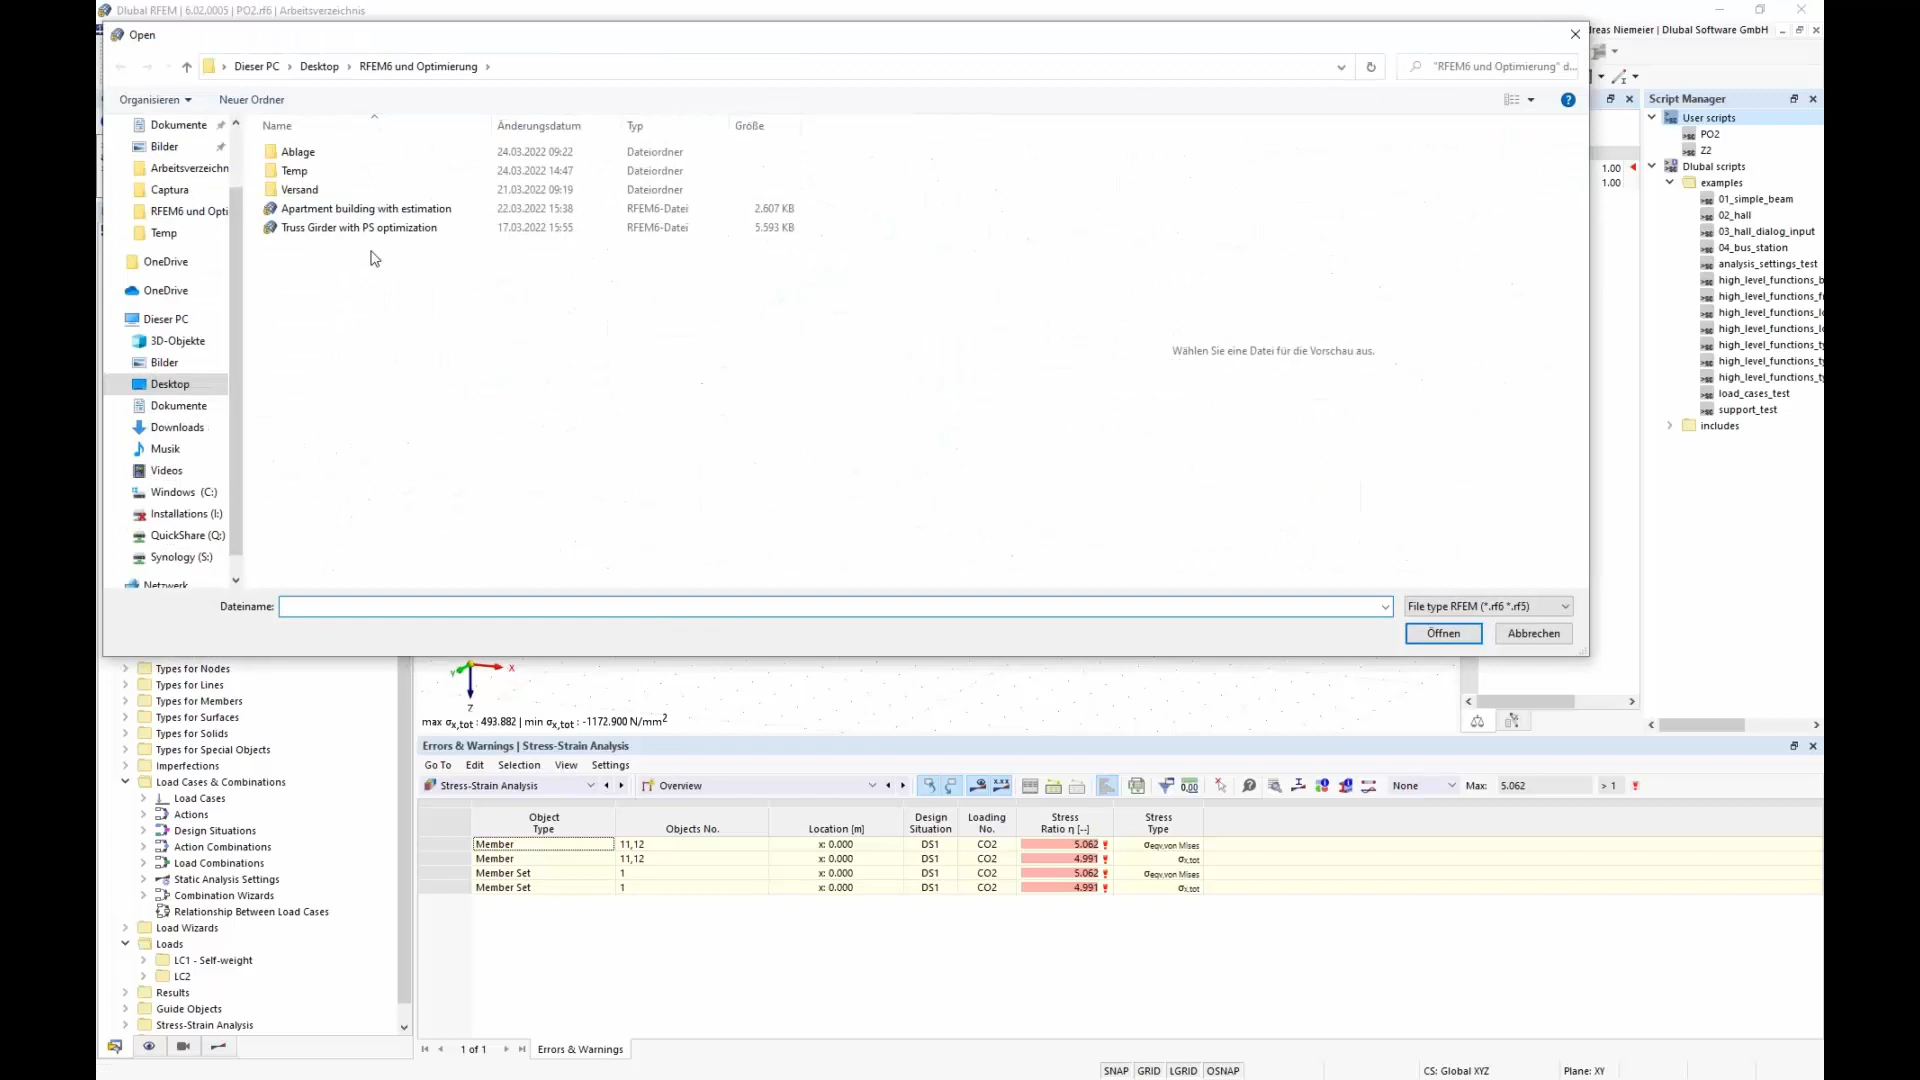 Dlubal RFEM | 6.02.0005 | PO2.rf6 | Arbeitsverzeichnis
Open
reas Niemeier | Dlubal Software GmbH
Dieser PC > Desktop > RFEM6 und Optimierung >
"RFEM6 und Optimierung" d...
Organisieren Neuer Ordner
Script Manager
Dokumente
Bilder
Arbeitsverzeichn
Captura
RFEM6 und Opti
Temp
OneDrive
OneDrive
Dieser PC
3D-Objekte
Bilder
Desktop
Dokumente
Downloads
Musik
Videos
Windows (C:)
Installations (I:)
QuickShare (Q:)
Synology (S:)
Netzwerk
Name Änderungsdatum Typ Größe
Ablage 24.03.2022 09:22 Dateiordner
Temp 24.03.2022 14:47 Dateiordner
Versand 21.03.2022 09:19 Dateiordner
Apartment building with estimation 22.03.2022 15:38 RFEM6-Datei 2.607 KB
Truss Girder with PS optimization 17.03.2022 15:55 RFEM6-Datei 5.593 KB
Wählen Sie eine Datei für die Vorschau aus.
1.00
1.00
User scripts
PO2
Z2
Dlubal scripts
examples
01_simple_beam
02_hall
03_hall_dialog_input
04_bus_station
analysis_settings_test
high_level_functions_b
high_level_functions_f
high_level_functions_l
high_level_functions_l
high_level_functions_t
high_level_functions_t
high_level_functions_t
load_cases_test
support_test
includes
Dateiname:
File type RFEM (*.rf6 *.rf5)
Öffnen Abbrechen
Types for Nodes
Types for Lines
Types for Members
Types for Surfaces
Types for Solids
Types for Special Objects
Imperfections
Load Cases & Combinations
Load Cases
Actions
Design Situations
Action Combinations
Load Combinations
Static Analysis Settings
Combination Wizards
Relationship Between Load Cases
Load Wizards
Loads
LC1 - Self-weight
LC2
Results
Guide Objects
Stress-Strain Analysis
Y X
Z
max σx,tot : 493.882 | min σx,tot : -1172.900 N/mm²
Errors & Warnings | Stress-Strain Analysis
Go To Edit Selection View Settings
Stress-Strain Analysis Overview x.xx 0,00 None Max: 5.062 > 1 !
Object Type Objects No. Location [m] Design Situation Loading No. Stress Ratio η [--] Stress Type
Member 11,12 x: 0.000 DS1 CO2 5.062 ! σeqv,von Mises
Member 11,12 x: 0.000 DS1 CO2 4.991 ! σx,tot
Member Set 1 x: 0.000 DS1 CO2 5.062 ! σeqv,von Mises
Member Set 1 x: 0.000 DS1 CO2 4.991 ! σx,tot
1 of 1 Errors & Warnings
SNAP GRID LGRID OSNAP CS: Global XYZ Plane: XY